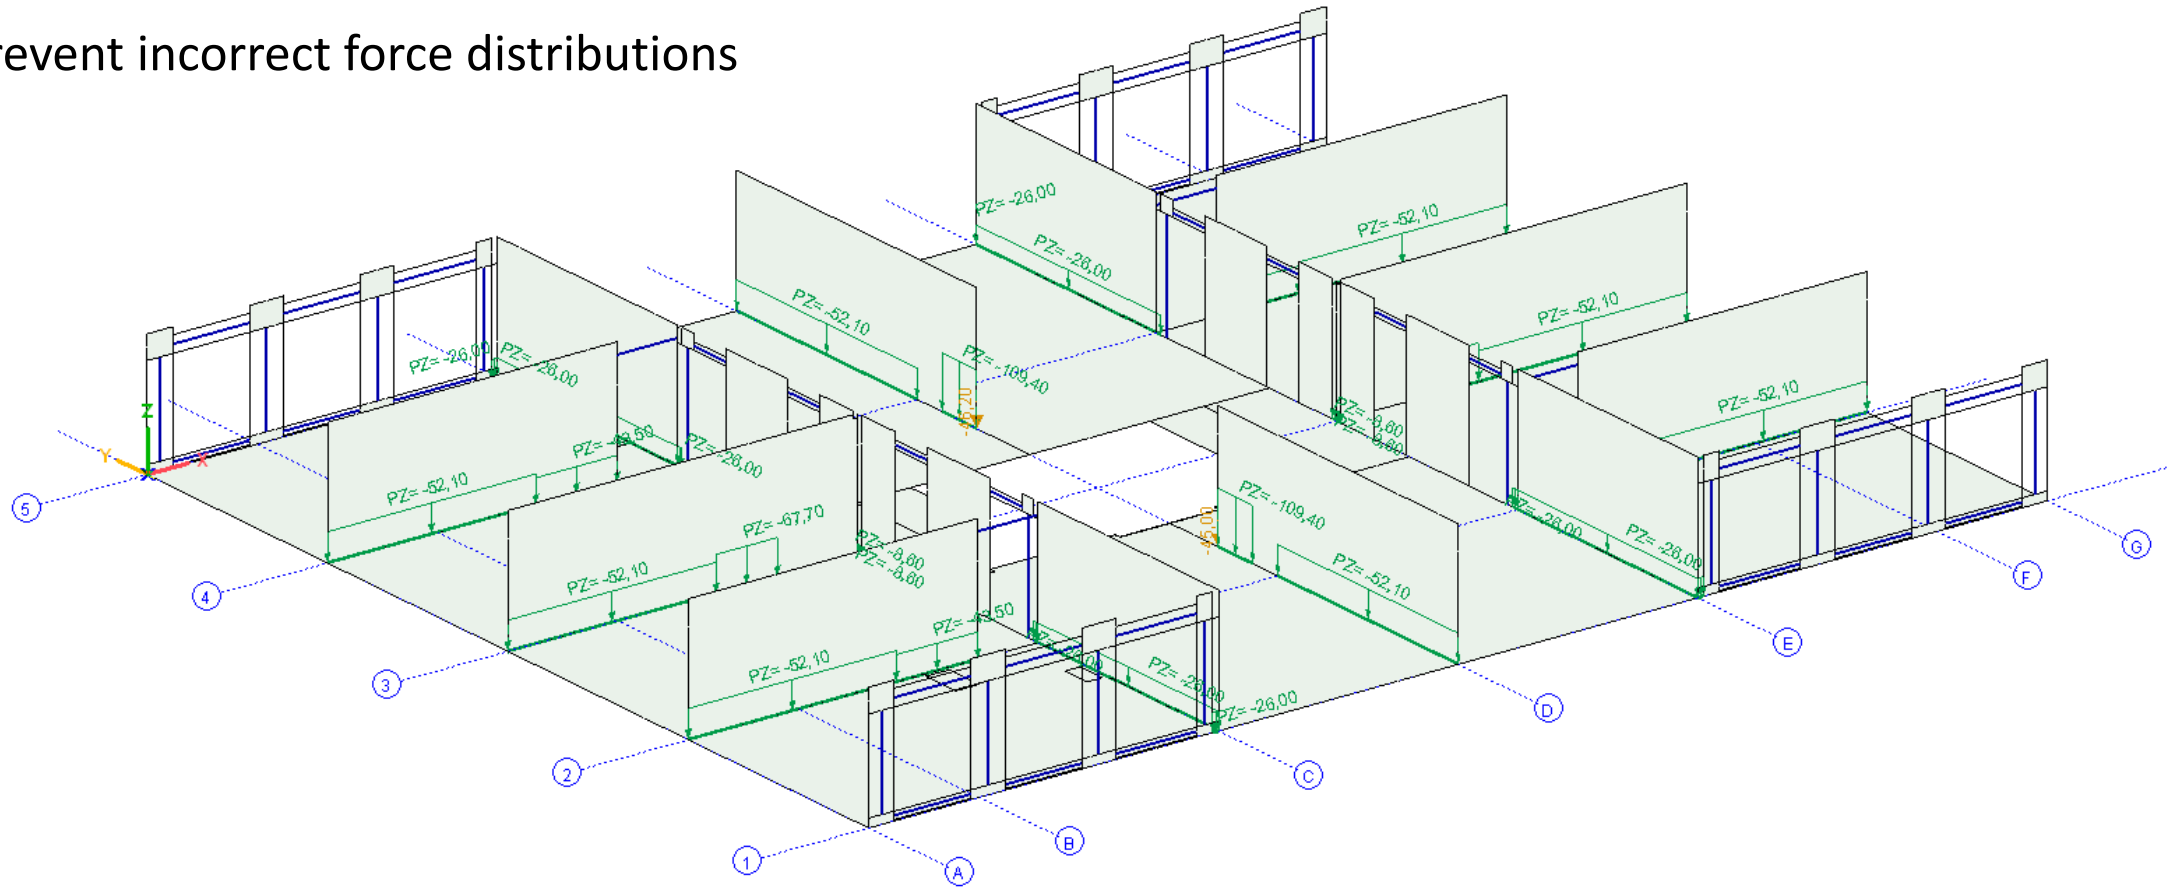 revent incorrect force distributions
PZ= -26,00
PZ= -52,10
PZ= -26,00
PZ= -52,10
PZ= -52,10
PZ= -26,00
PZ= -26,00
PZ= -109,40
PZ= -52,10
Z
Y
X
PZ= -8,60
PZ= -8,60
PZ= -26,00
PZ= -52,10
PZ= -109,40
5
PZ= -67,70
-45,00
PZ= -26,00
PZ= -26,00
G
PZ= -8,60
PZ= -8,60
PZ= -52,10
PZ= -52,10
F
4
PZ= -52,10
E
3
PZ= -26,00
PZ= -26,00
D
2
C
B
1
A